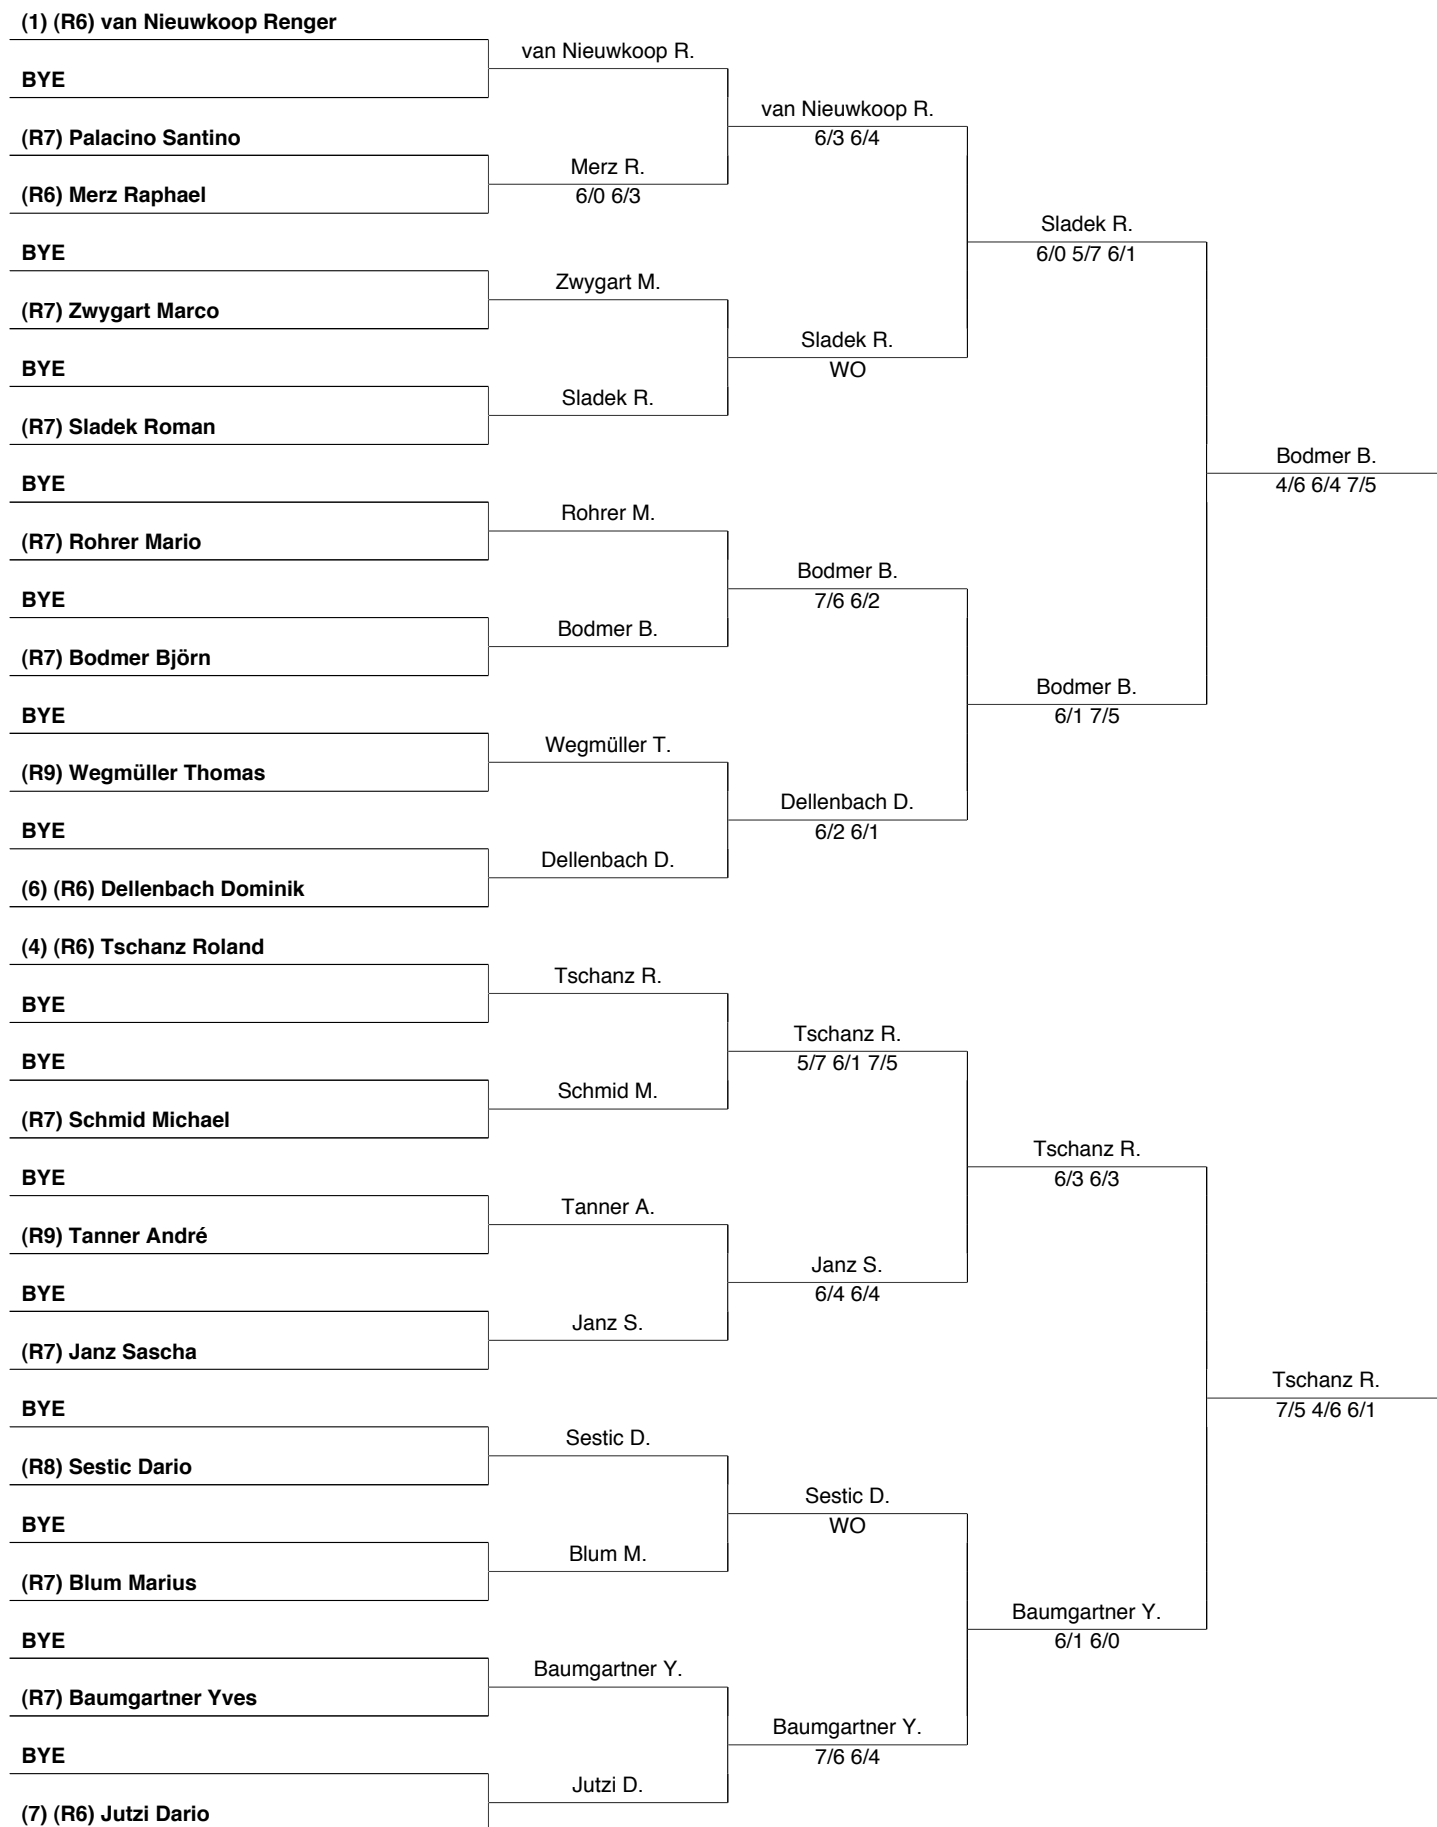 (1) (R6) van Nieuwkoop Renger
van Nieuwkoop R.
BYE
van Nieuwkoop R.
6/3 6/4
(R7) Palacino Santino
Merz R.
6/0 6/3
(R6) Merz Raphael
Sladek R.
6/0 5/7 6/1
BYE
Zwygart M.
(R7) Zwygart Marco
Sladek R.
WO
BYE
Sladek R.
(R7) Sladek Roman
Bodmer B.
4/6 6/4 7/5
BYE
Rohrer M.
(R7) Rohrer Mario
Bodmer B.
7/6 6/2
BYE
Bodmer B.
(R7) Bodmer Björn
Bodmer B.
6/1 7/5
BYE
Wegmüller T.
(R9) Wegmüller Thomas
Dellenbach D.
6/2 6/1
BYE
Dellenbach D.
(6) (R6) Dellenbach Dominik
(4) (R6) Tschanz Roland
Tschanz R.
BYE
Tschanz R.
5/7 6/1 7/5
BYE
Schmid M.
(R7) Schmid Michael
Tschanz R.
6/3 6/3
BYE
Tanner A.
(R9) Tanner André
Janz S.
6/4 6/4
BYE
Janz S.
(R7) Janz Sascha
Tschanz R.
7/5 4/6 6/1
BYE
Sestic D.
(R8) Sestic Dario
Sestic D.
WO
BYE
Blum M.
(R7) Blum Marius
Baumgartner Y.
6/1 6/0
BYE
Baumgartner Y.
(R7) Baumgartner Yves
Baumgartner Y.
7/6 6/4
BYE
Jutzi D.
(7) (R6) Jutzi Dario